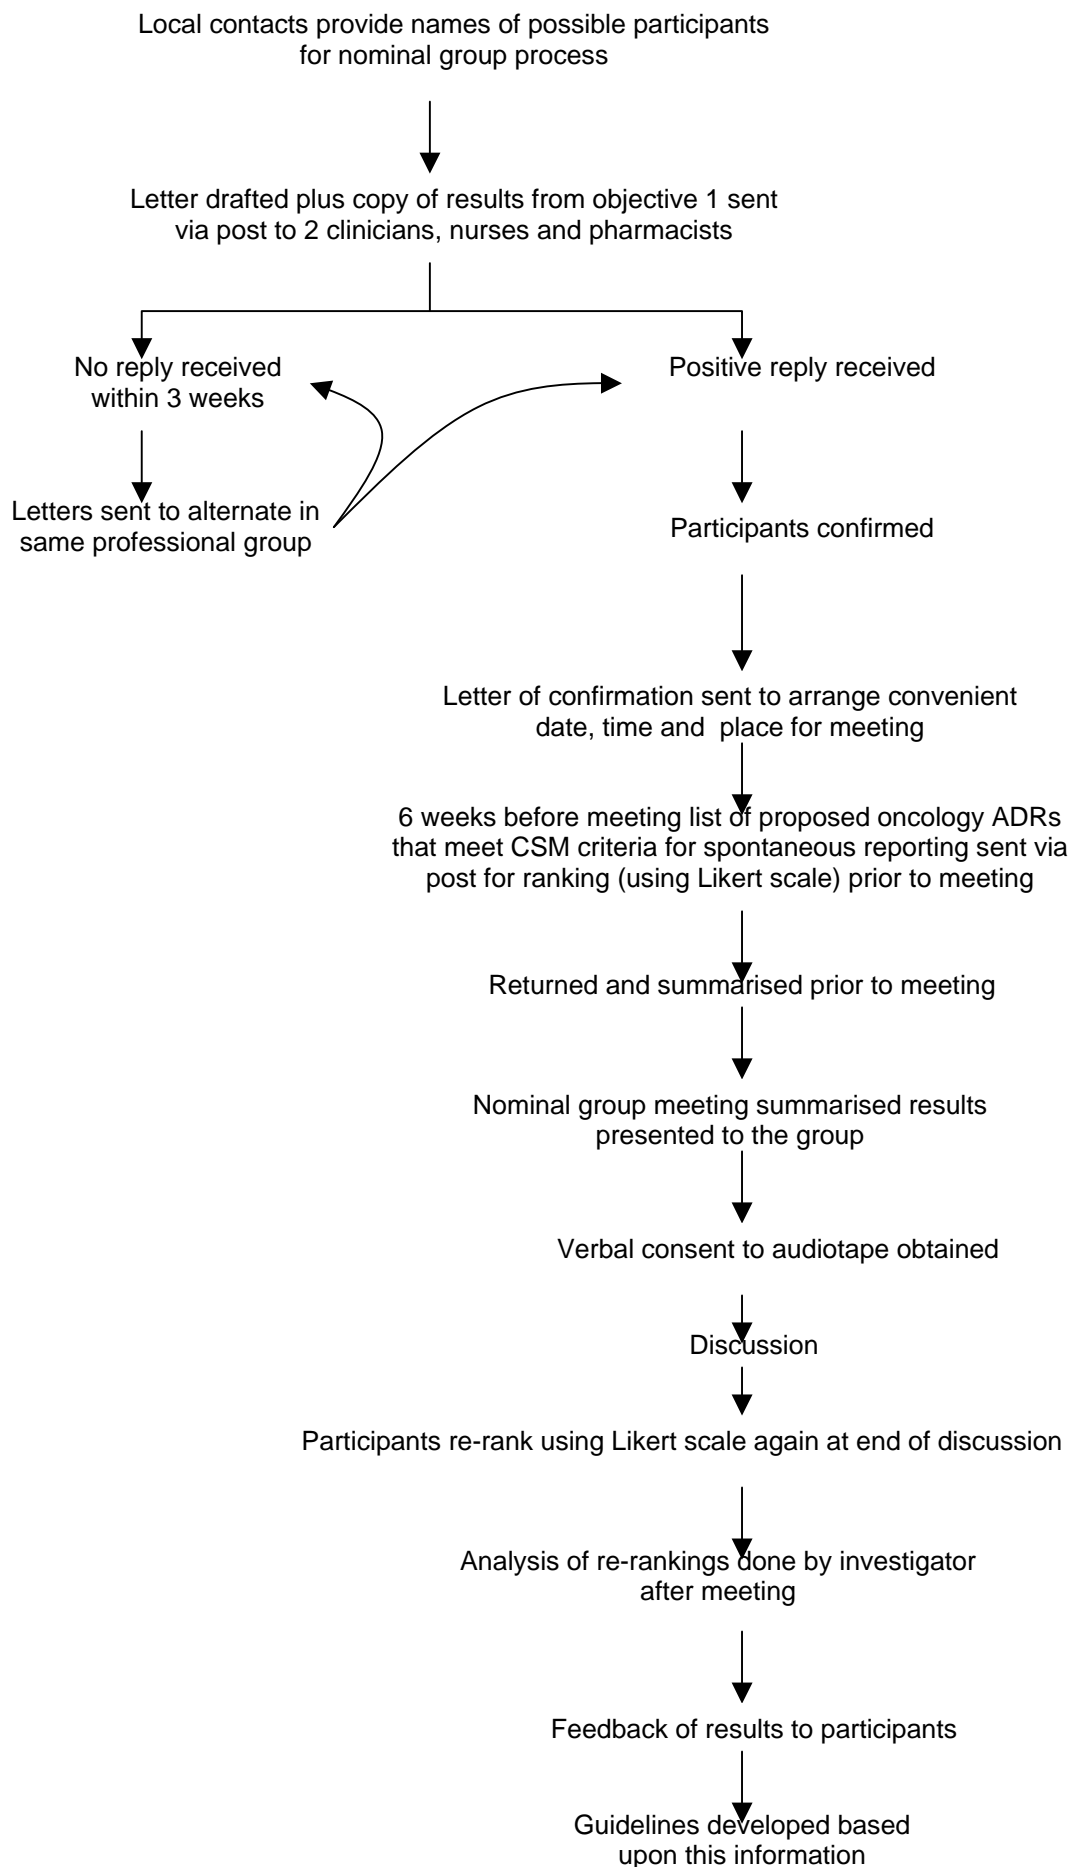 Local contacts provide names of possible participants
for nominal group process
Letter drafted plus copy of results from objective 1 sent
via post to 2 clinicians, nurses and pharmacists
No reply received
within 3 weeks
Positive reply received
Letters sent to alternate in
same professional group
Participants confirmed
Letter of confirmation sent to arrange convenient
date, time and place for meeting
6 weeks before meeting list of proposed oncology ADRs
that meet CSM criteria for spontaneous reporting sent via
post for ranking (using Likert scale) prior to meeting
Returned and summarised prior to meeting
Nominal group meeting summarised results
presented to the group
Verbal consent to audiotape obtained
Discussion
Participants re-rank using Likert scale again at end of discussion
Analysis of re-rankings done by investigator
after meeting
Feedback of results to participants
Guidelines developed based
upon this information